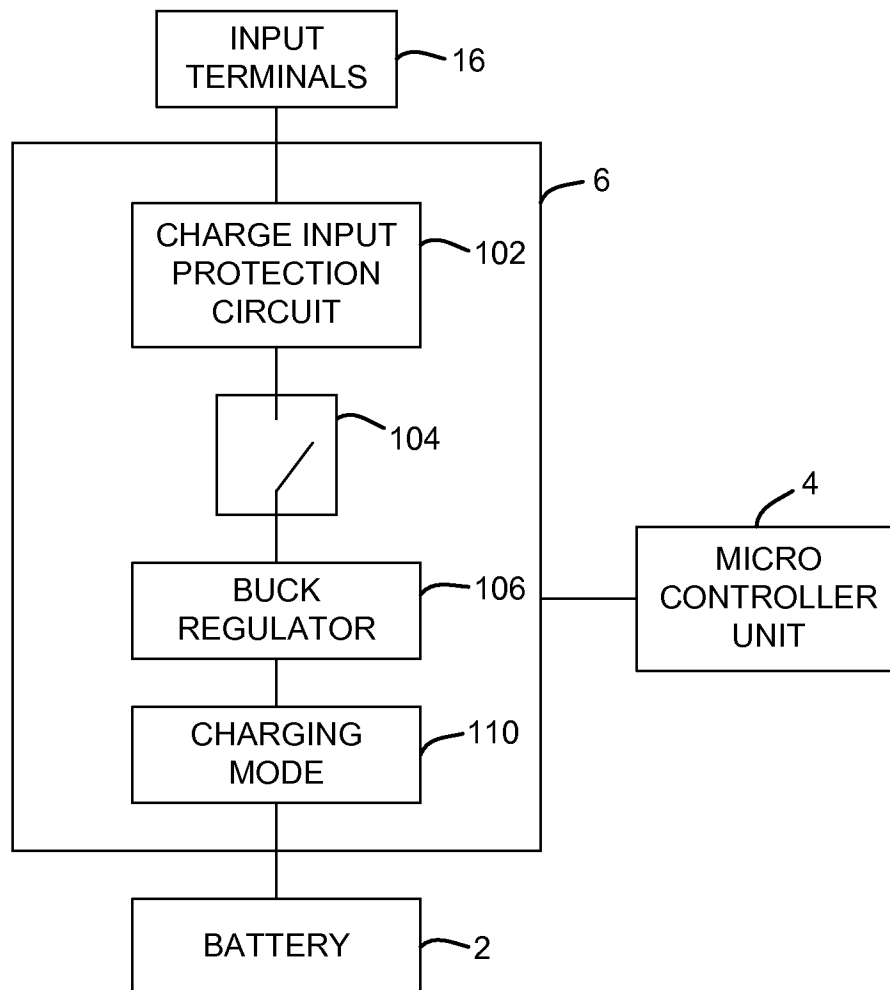 INPUT
TERMINALS
16
6
CHARGE INPUT
PROTECTION
CIRCUIT
102
104
4
MICRO
CONTROLLER
UNIT
BUCK
REGULATOR
106
CHARGING
MODE
110
BATTERY
2